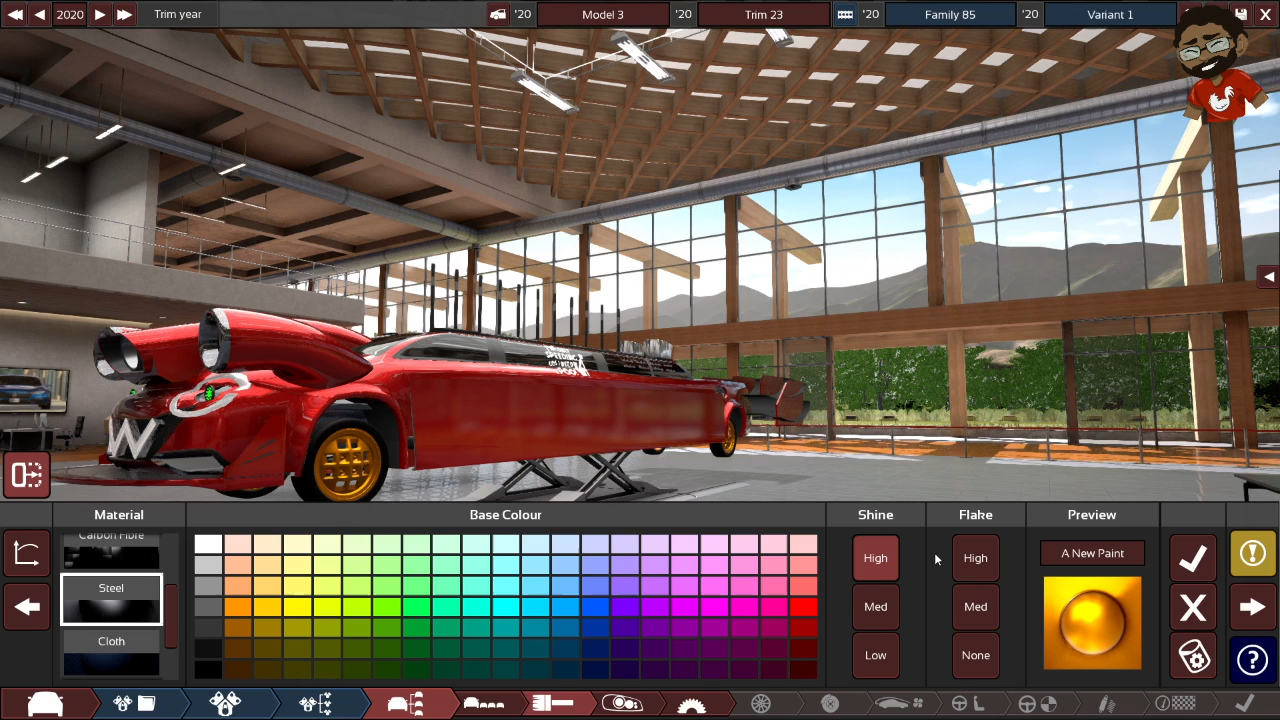 2020 Trim year '20 Model 3 '20 Trim 23 '20 Family 85 '20 Variant 1
SPEEDING
W
Material Base Colour Shine Flake Preview
Carbon Fibre
Steel
Cloth
High High A New Paint
Med Med
Low None